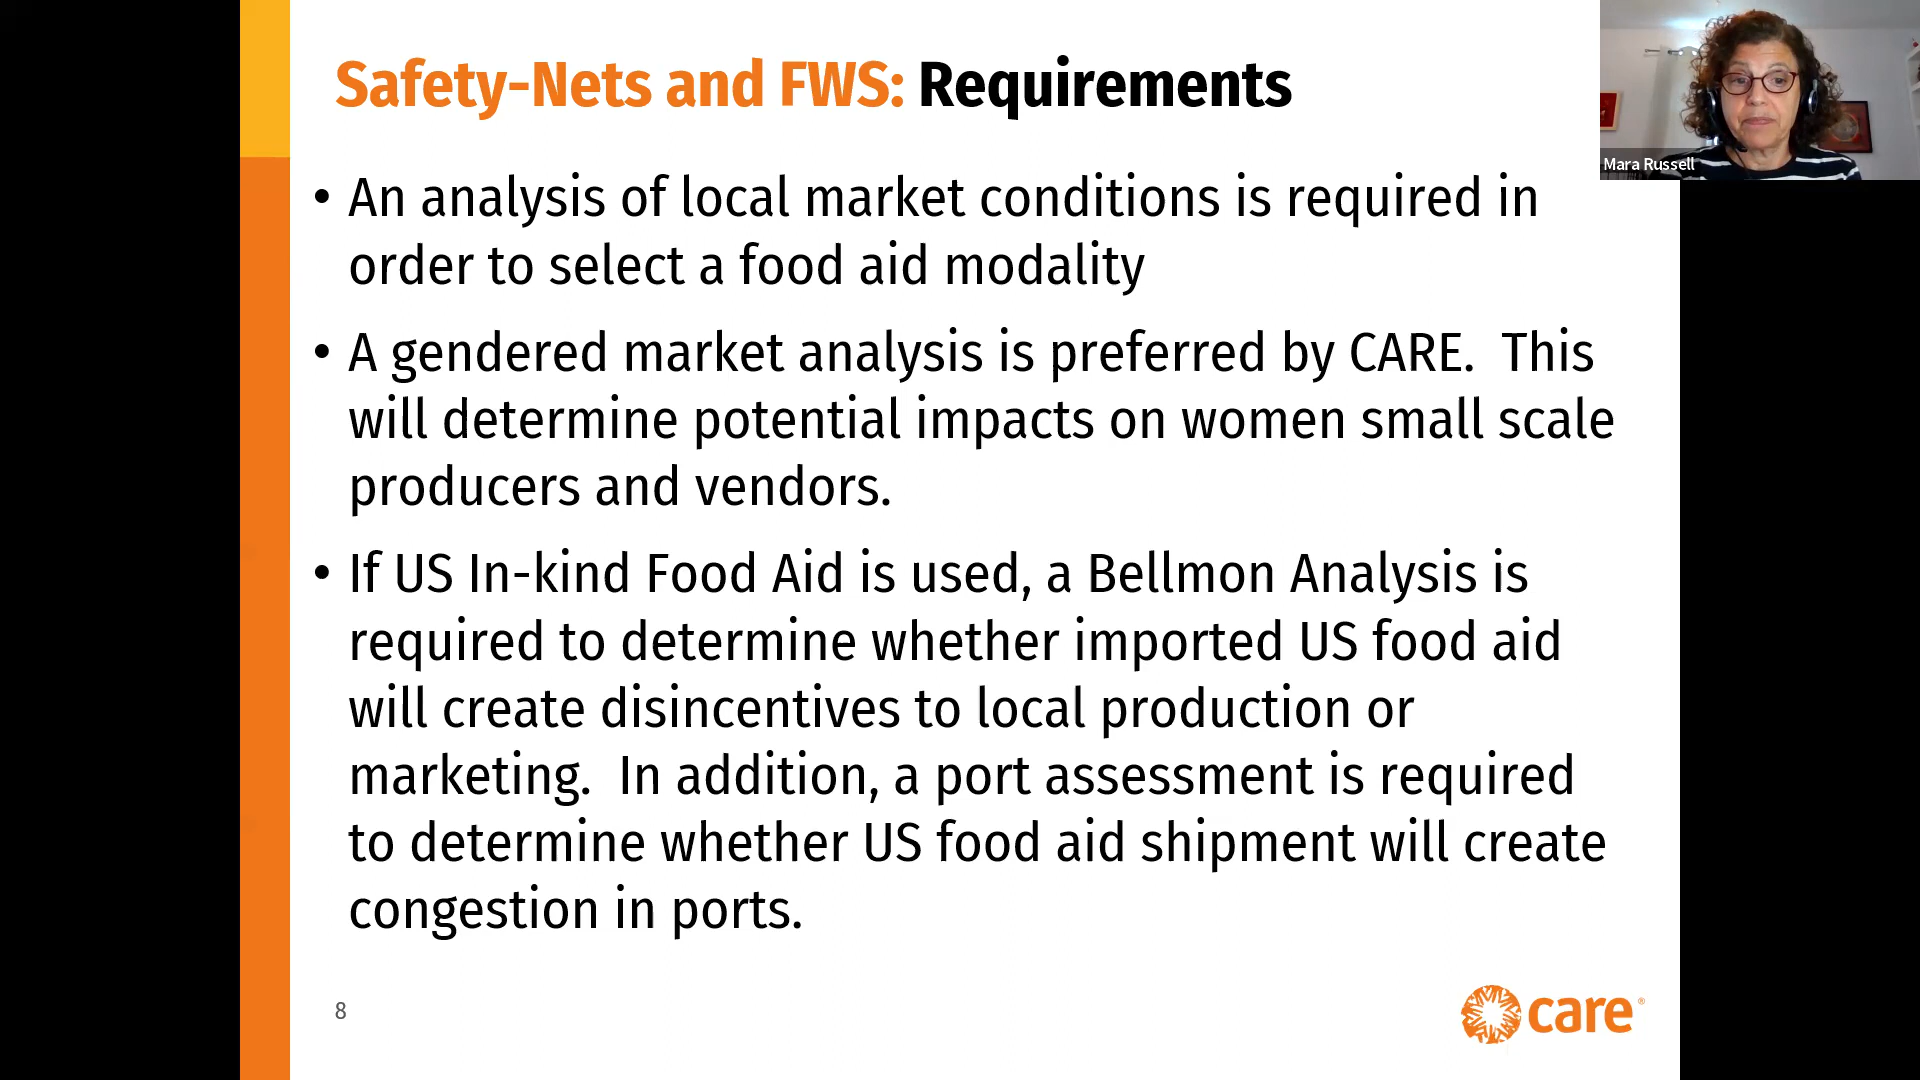 Safety-Nets and FWS: Requirements
Mara Russell
• An analysis of local market conditions is required in
order to select a food aid modality
• A gendered market analysis is preferred by CARE.  This
will determine potential impacts on women small scale
producers and vendors.
• If US In-kind Food Aid is used, a Bellmon Analysis is
required to determine whether imported US food aid
will create disincentives to local production or
marketing.  In addition, a port assessment is required
to determine whether US food aid shipment will create
congestion in ports.
8
care®